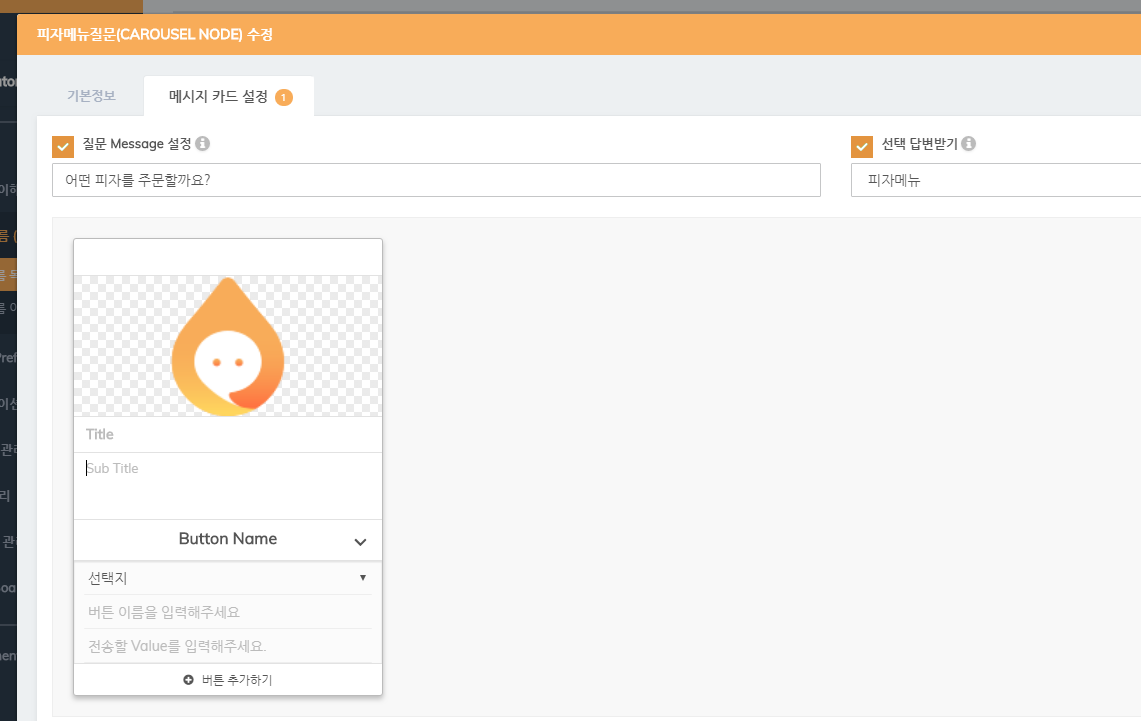 피자메뉴질문(CAROUSEL NODE) 수정
기본정보
메시지 카드 설정 1
질문 Message 설정
선택 답변받기
어떤 피자를 주문할까요?
피자메뉴
Title
Sub Title
Button Name
선택지
버튼 이름을 입력해주세요
전송할 Value를 입력해주세요.
버튼 추가하기